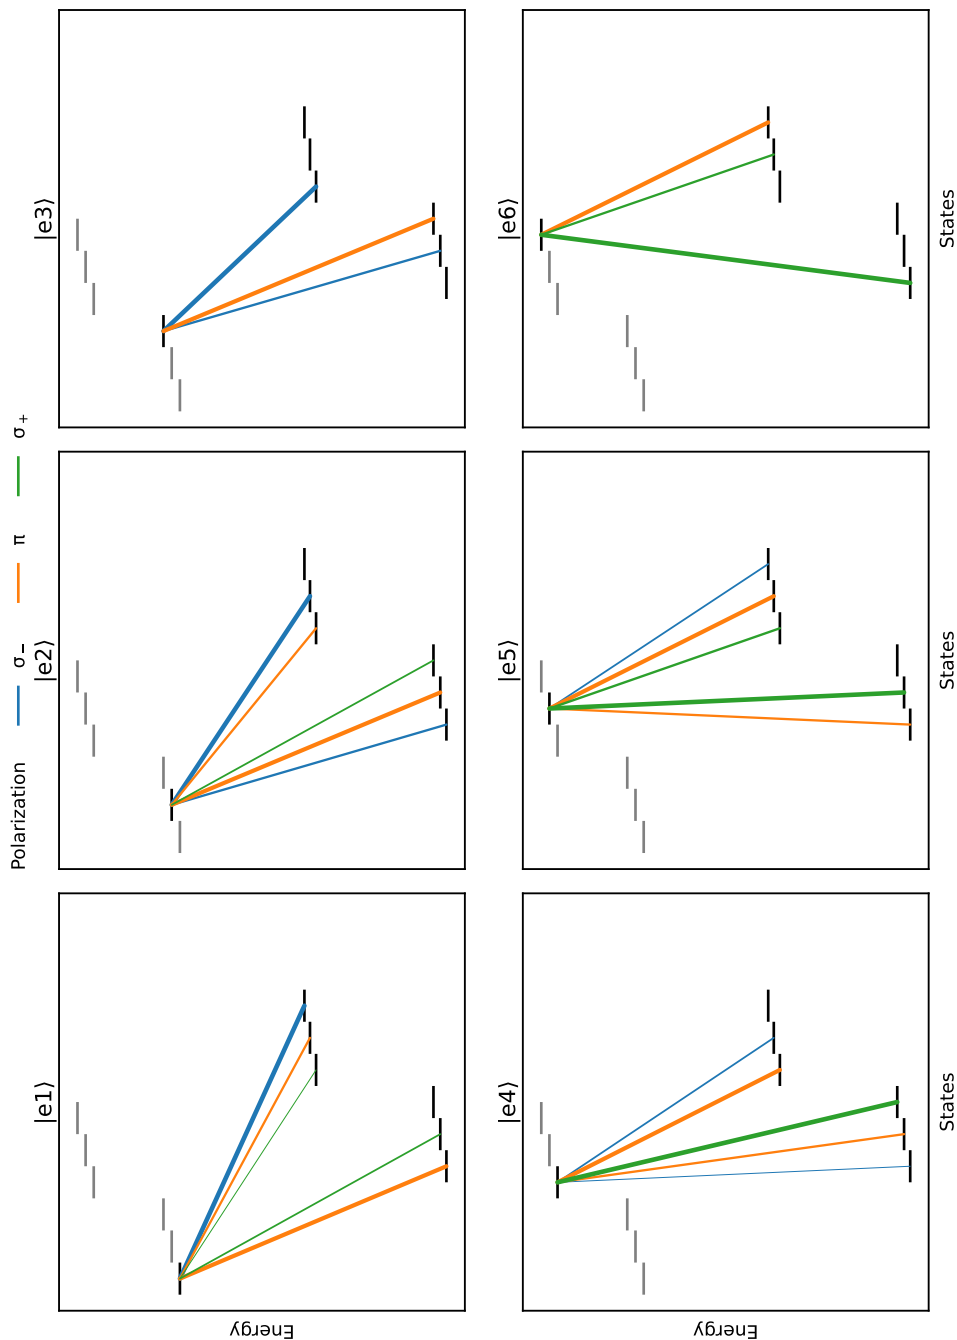 Polarization σ₋ π σ₊
|e1⟩ |e2⟩ |e3⟩
Energy
|e4⟩ |e5⟩ |e6⟩
Energy
States States States